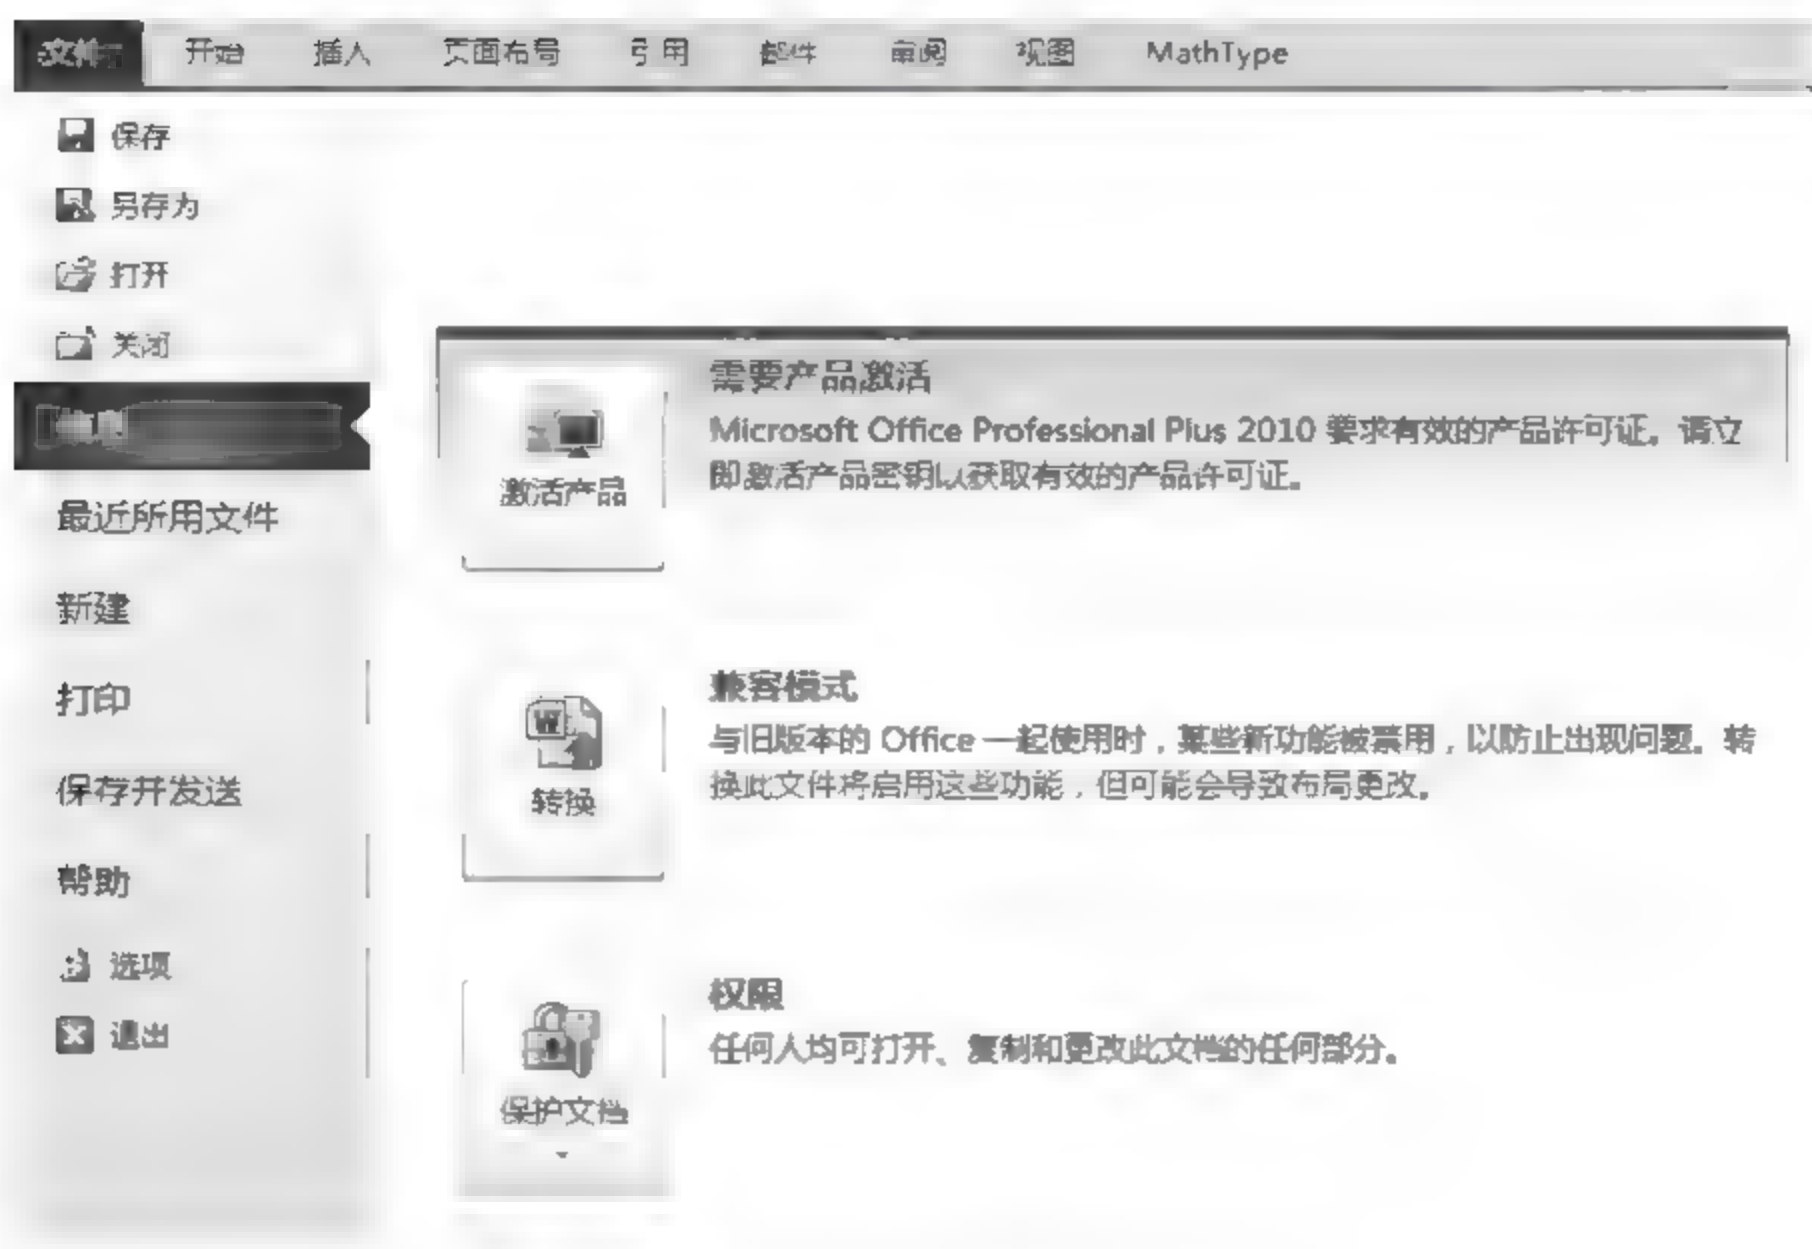 文件 开始 插入 页面布局 引用 邮件 审阅 视图 MathType
保存
另存为
打开
关闭
最近所用文件
新建
打印
保存并发送
帮助
选项
退出
激活产品
需要产品激活
Microsoft Office Professional Plus 2010 要求有效的产品许可证。请立
即激活产品密钥以获取有效的产品许可证。
转换
兼容模式
与旧版本的 Office 一起使用时，某些新功能被禁用，以防止出现问题。转
换此文件将启用这些功能，但可能会导致布局更改。
保护文档
权限
任何人均可打开、复制和更改此文档的任何部分。